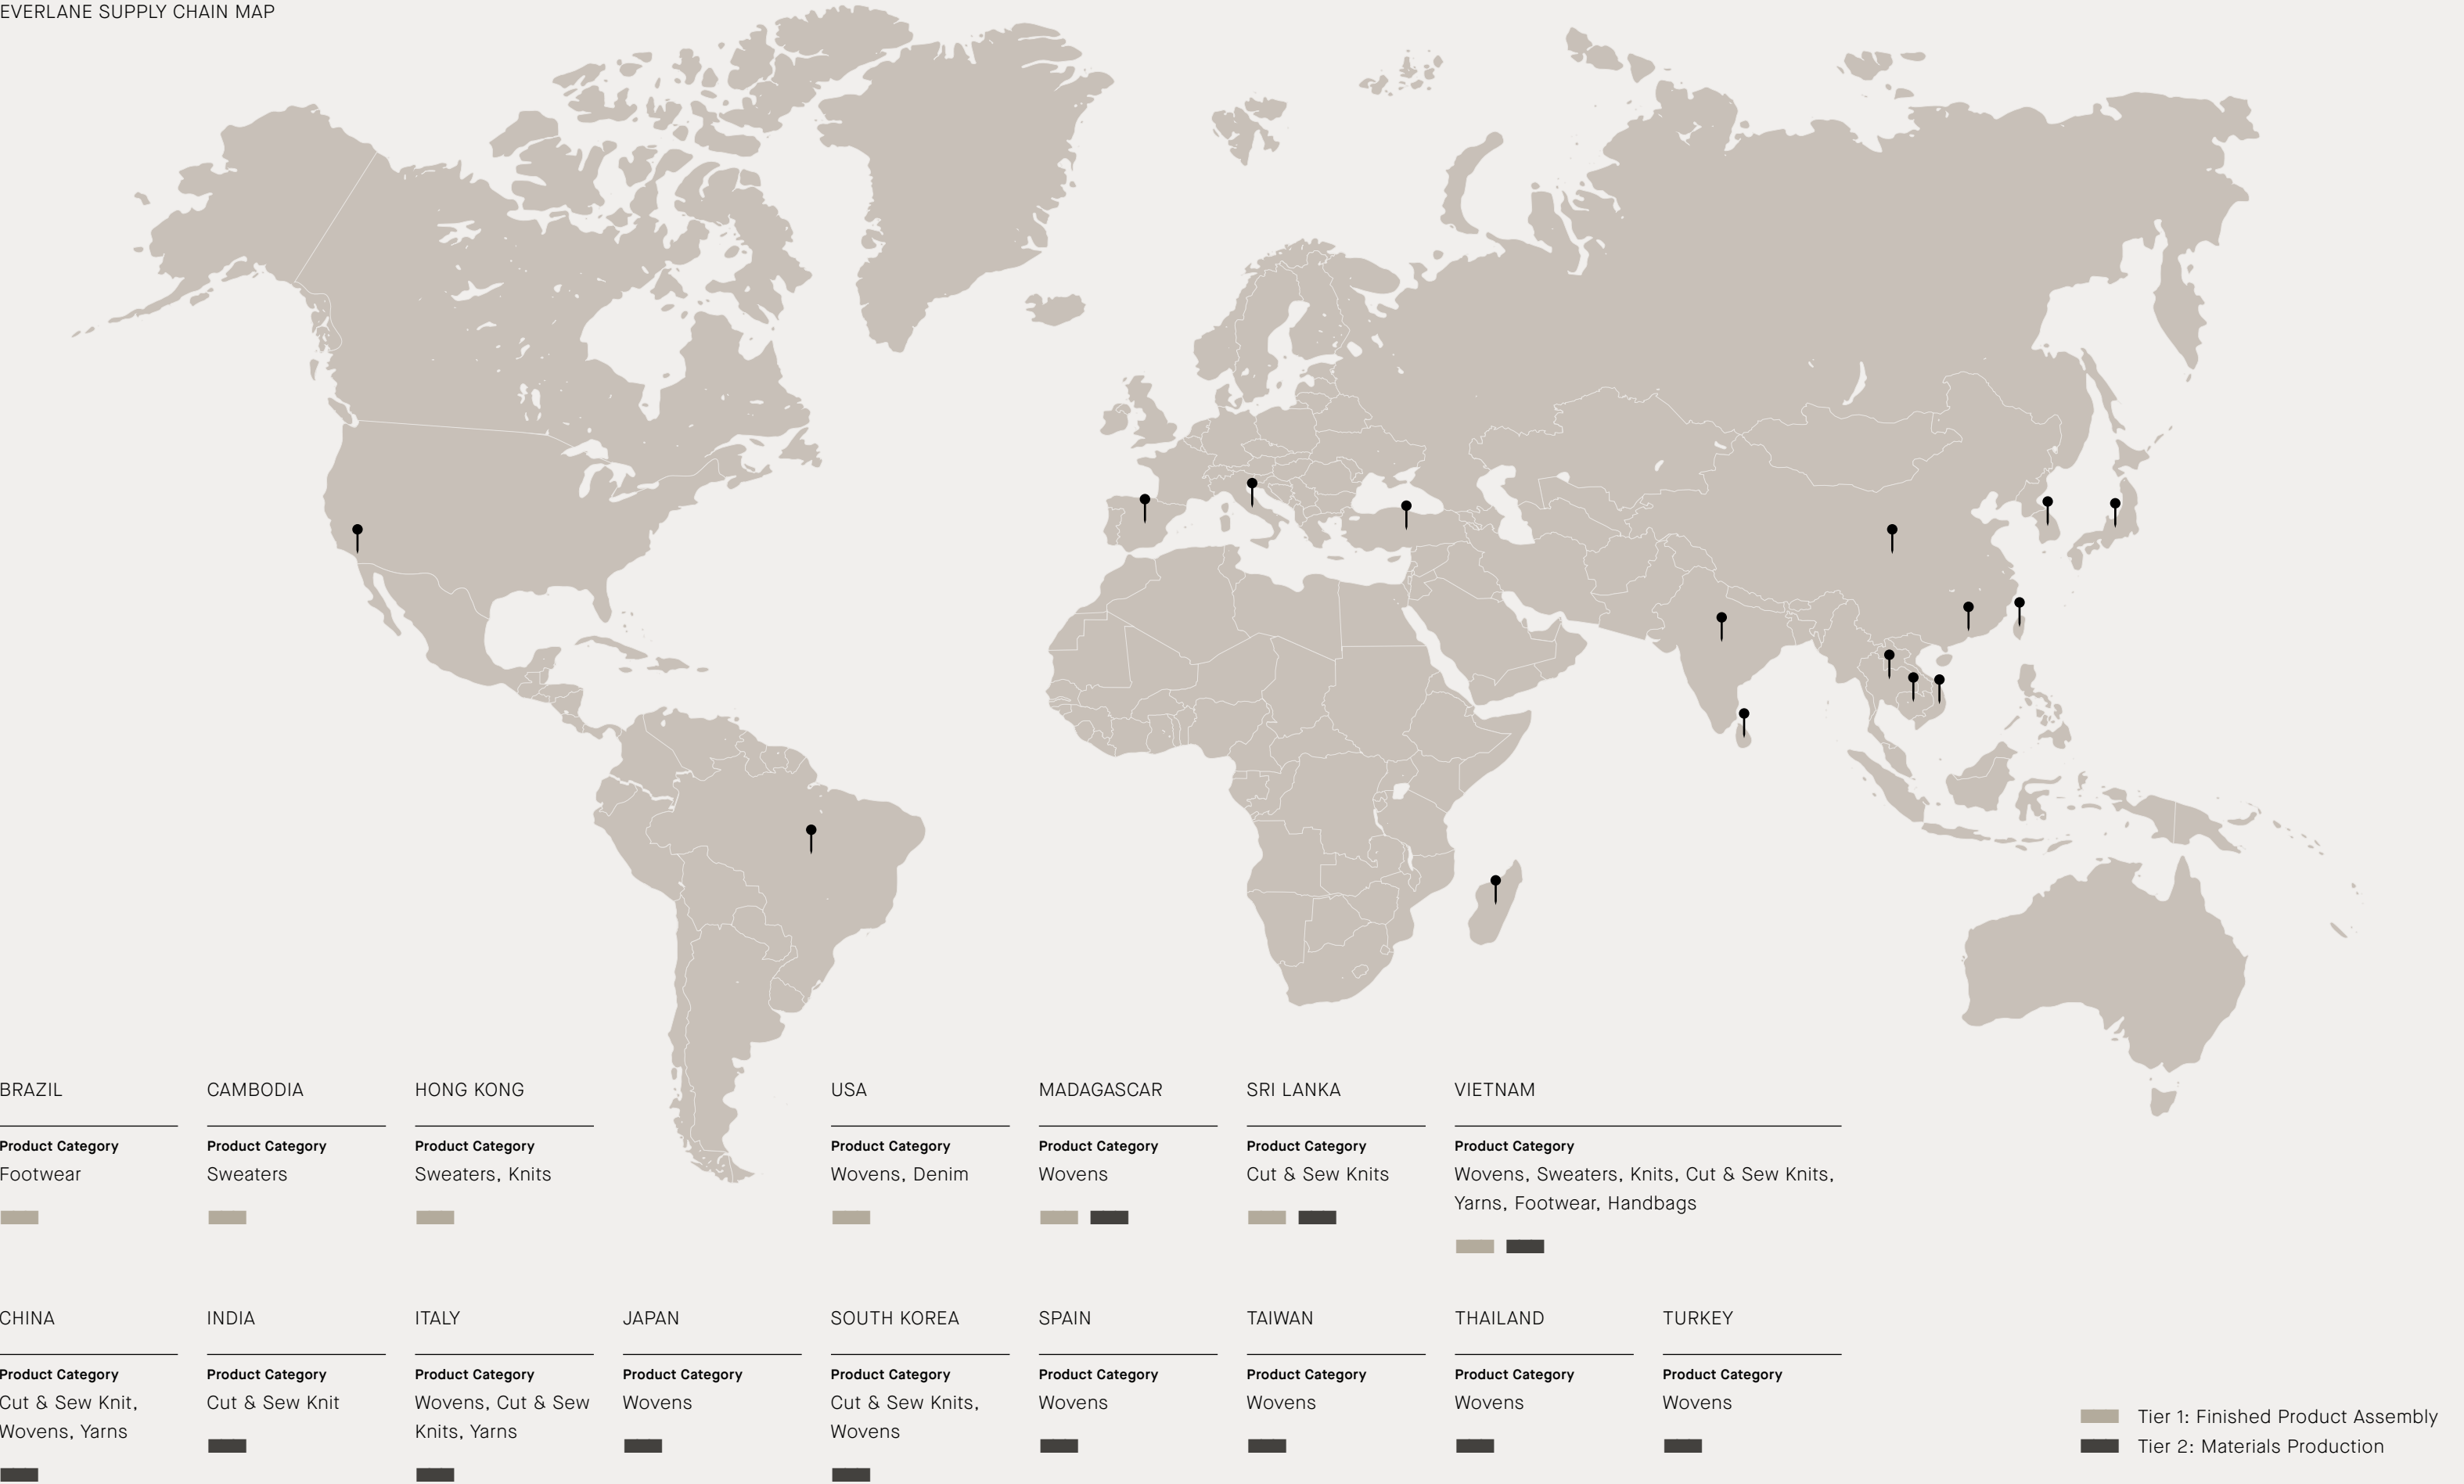 EVERLANE SUPPLY CHAIN MAP
BRAZIL
Product Category
Footwear
CAMBODIA
Product Category
Sweaters
HONG KONG
Product Category
Sweaters, Knits
USA
Product Category
Wovens, Denim
MADAGASCAR
Product Category
Wovens
SRI LANKA
Product Category
Cut & Sew Knits
VIETNAM
Product Category
Wovens, Sweaters, Knits, Cut & Sew Knits,
Yarns, Footwear, Handbags
CHINA
Product Category
Cut & Sew Knit,
Wovens, Yarns
INDIA
Product Category
Cut & Sew Knit
ITALY
Product Category
Wovens, Cut & Sew
Knits, Yarns
JAPAN
Product Category
Wovens
SOUTH KOREA
Product Category
Cut & Sew Knits,
Wovens
SPAIN
Product Category
Wovens
TAIWAN
Product Category
Wovens
THAILAND
Product Category
Wovens
TURKEY
Product Category
Wovens
Tier 1: Finished Product Assembly
Tier 2: Materials Production